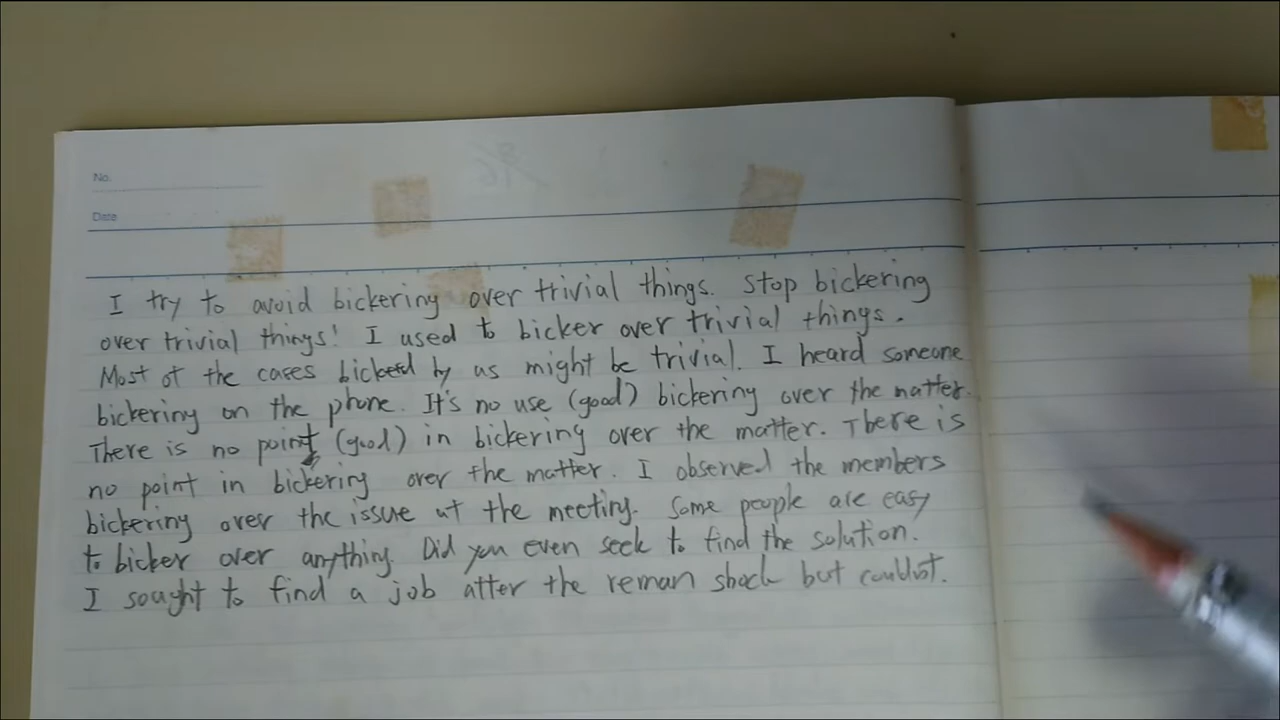 No.
Date
I try to avoid bickering over trivial things. Stop bickering
over trivial things! I used to bicker over trivial things.
Most of the cases bickered by us might be trivial. I heard someone
bickering on the phone. It's no use (good) bickering over the matter.
There is no point (good) in bickering over the matter. There is
no point in bickering over the matter. I observed the members
bickering over the issue at the meeting. Some people are easy
to bicker over anything. Did you even seek to find the solution.
I sought to find a job after the reman shock but couldn't.